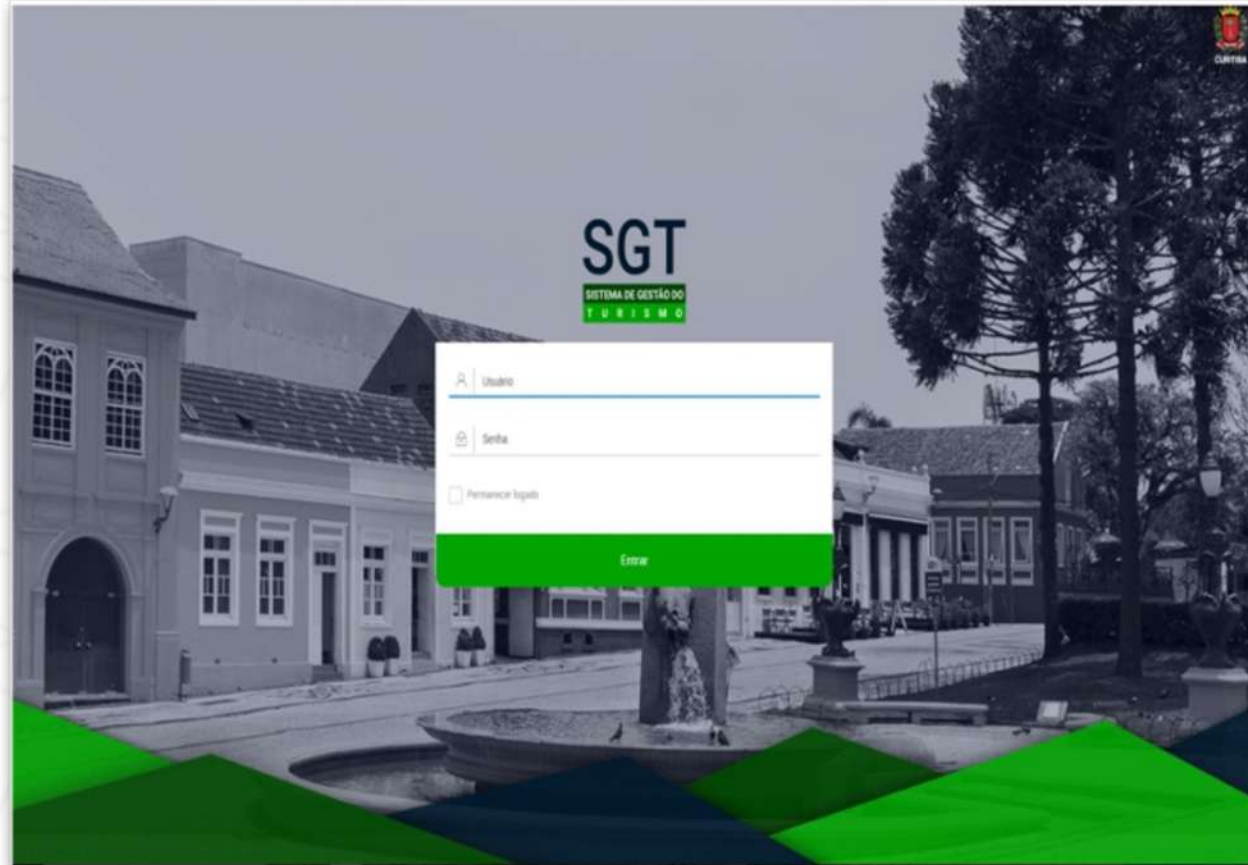 CURITIBA
SGT
SISTEMA DE GESTÃO DO
TURISMO
Usuário
Senha
Permanecer logado
Entrar